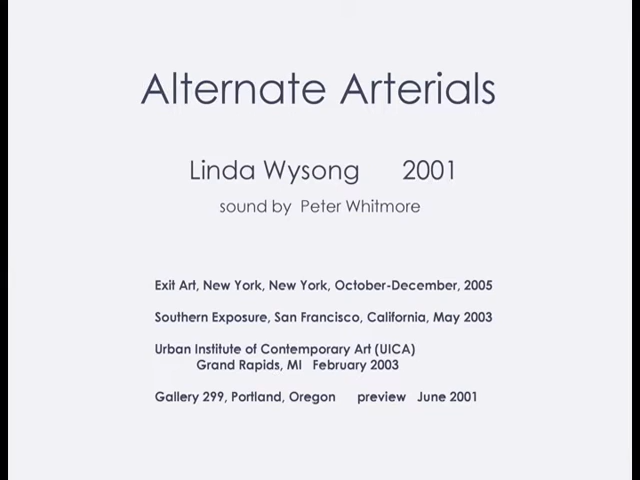 Alternate Arterials
Linda Wysong 2001
sound by Peter Whitmore
Exit Art, New York, New York, October-December, 2005
Southern Exposure, San Francisco, California, May 2003
Urban Institute of Contemporary Art (UICA)
Grand Rapids, MI February 2003
Gallery 299, Portland, Oregon preview June 2001